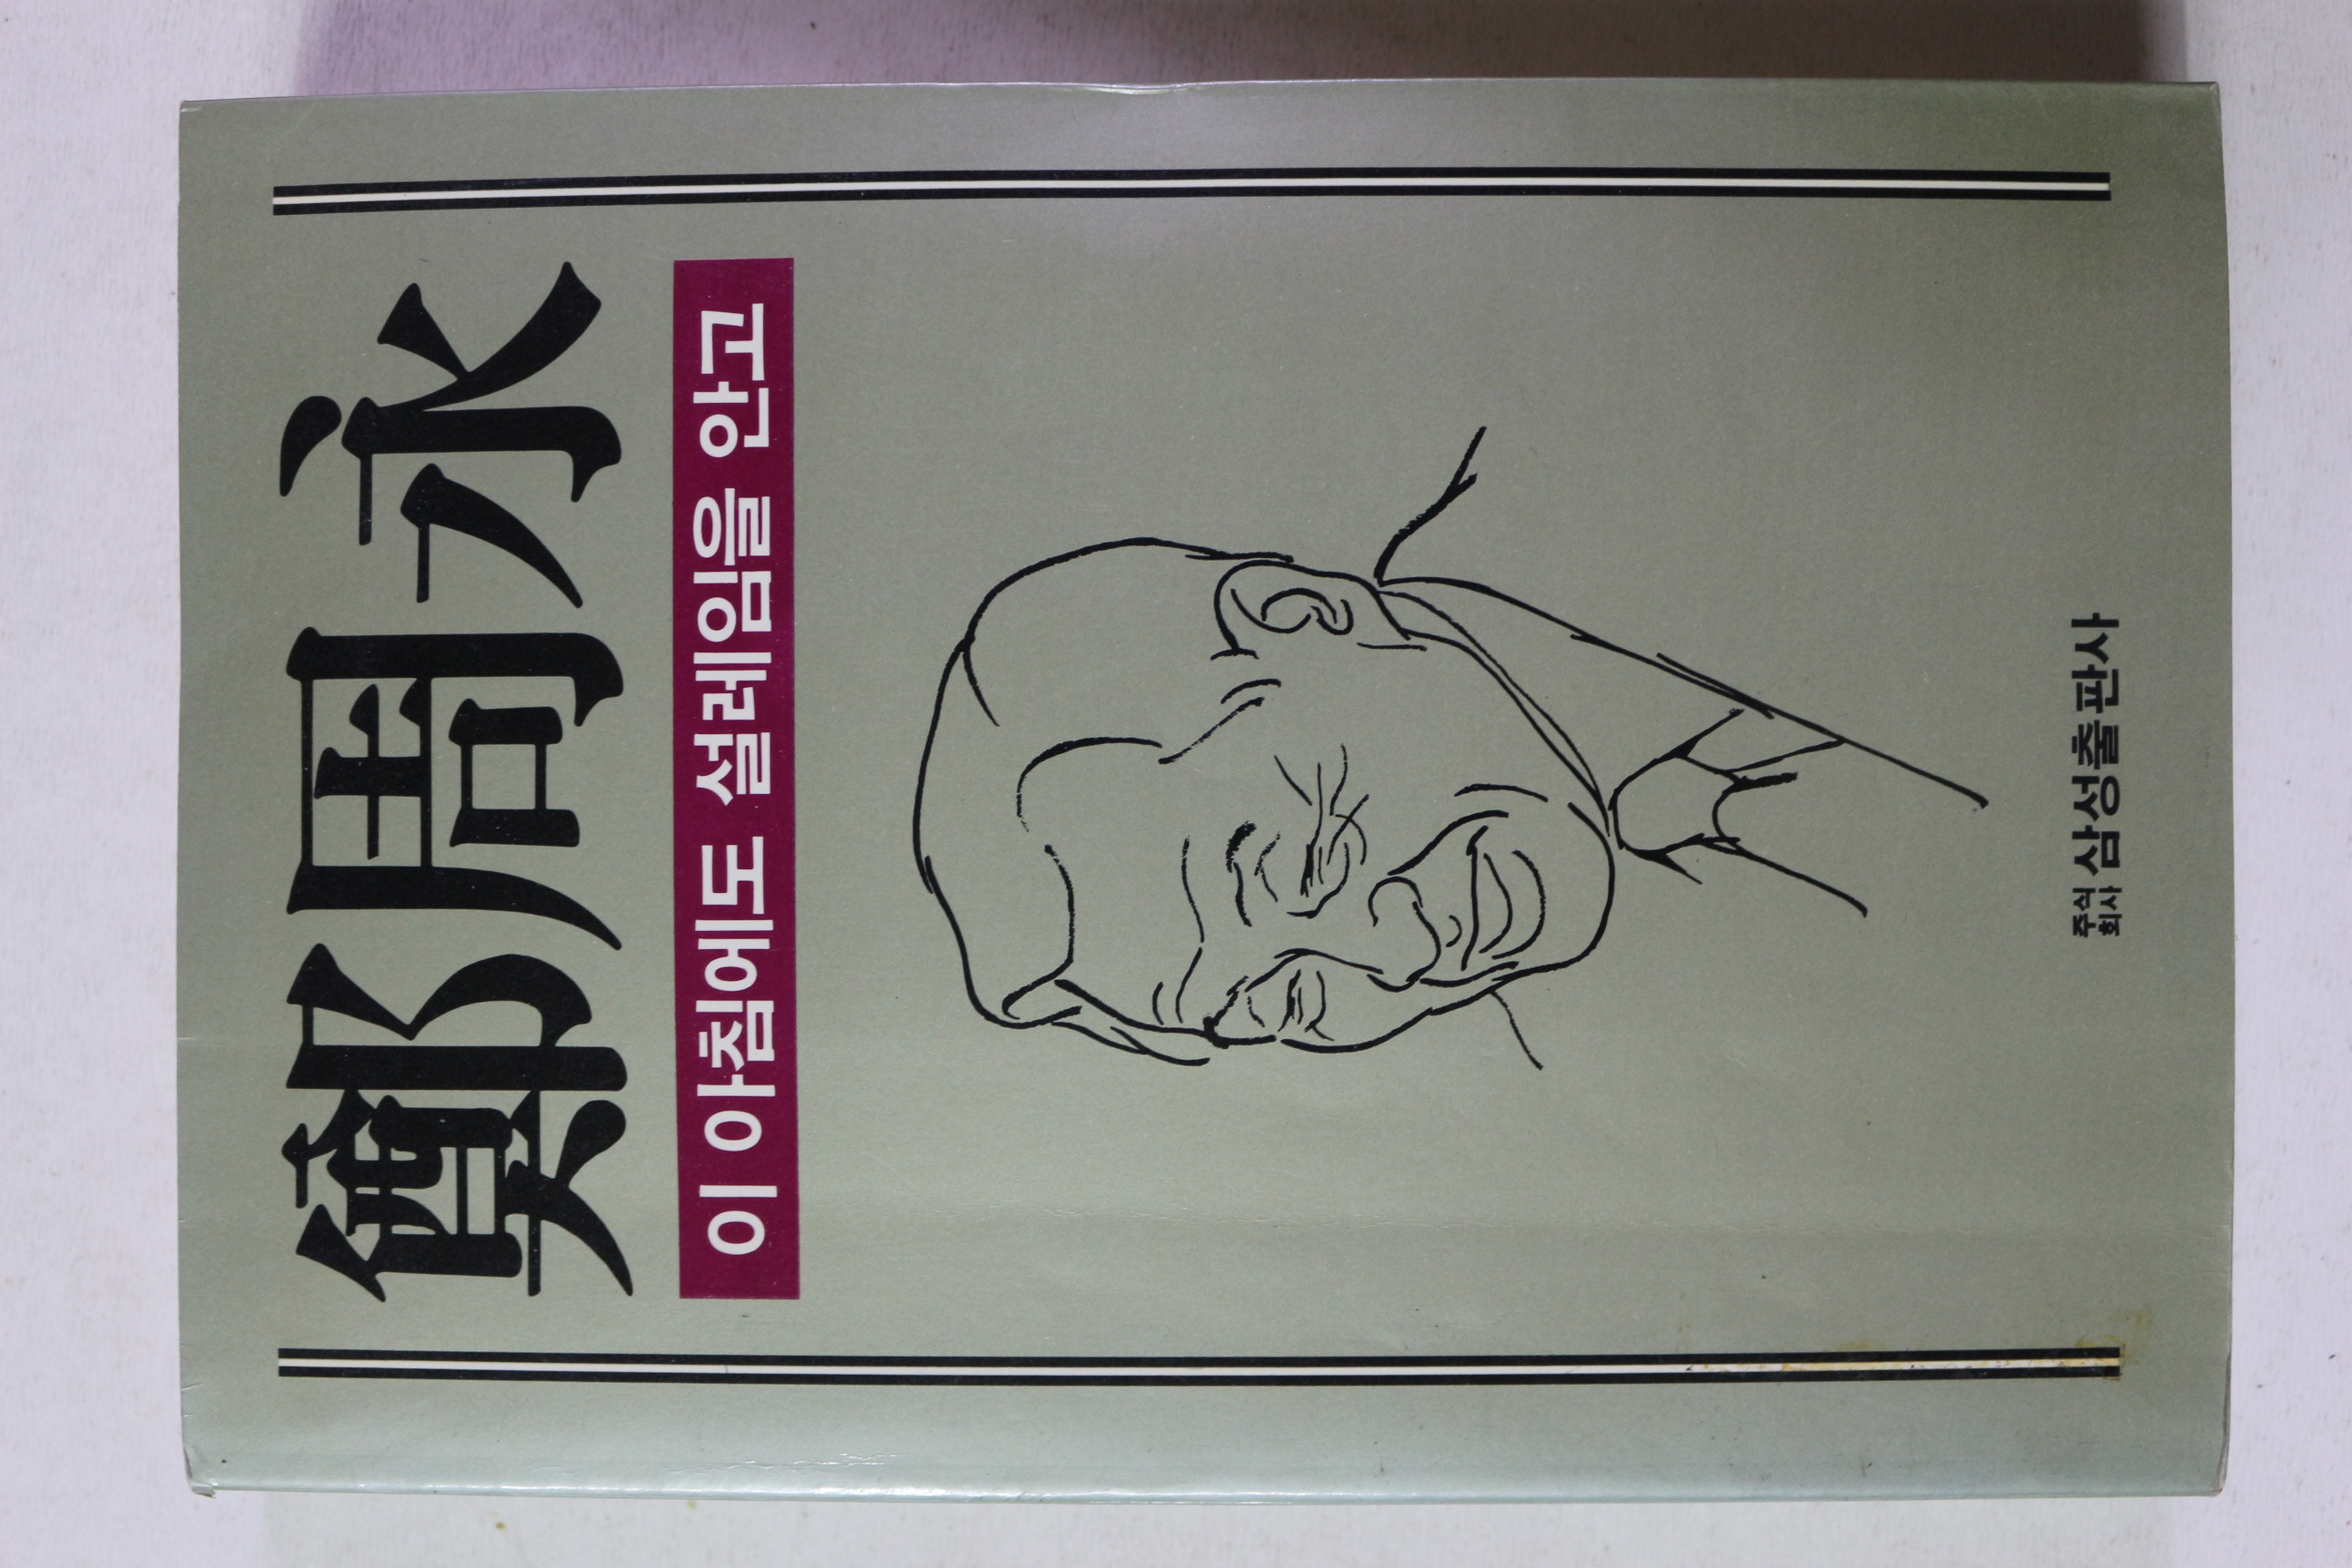 鄭周永
이 아침에도 설레임을 안고
주식회사 삼성출판사